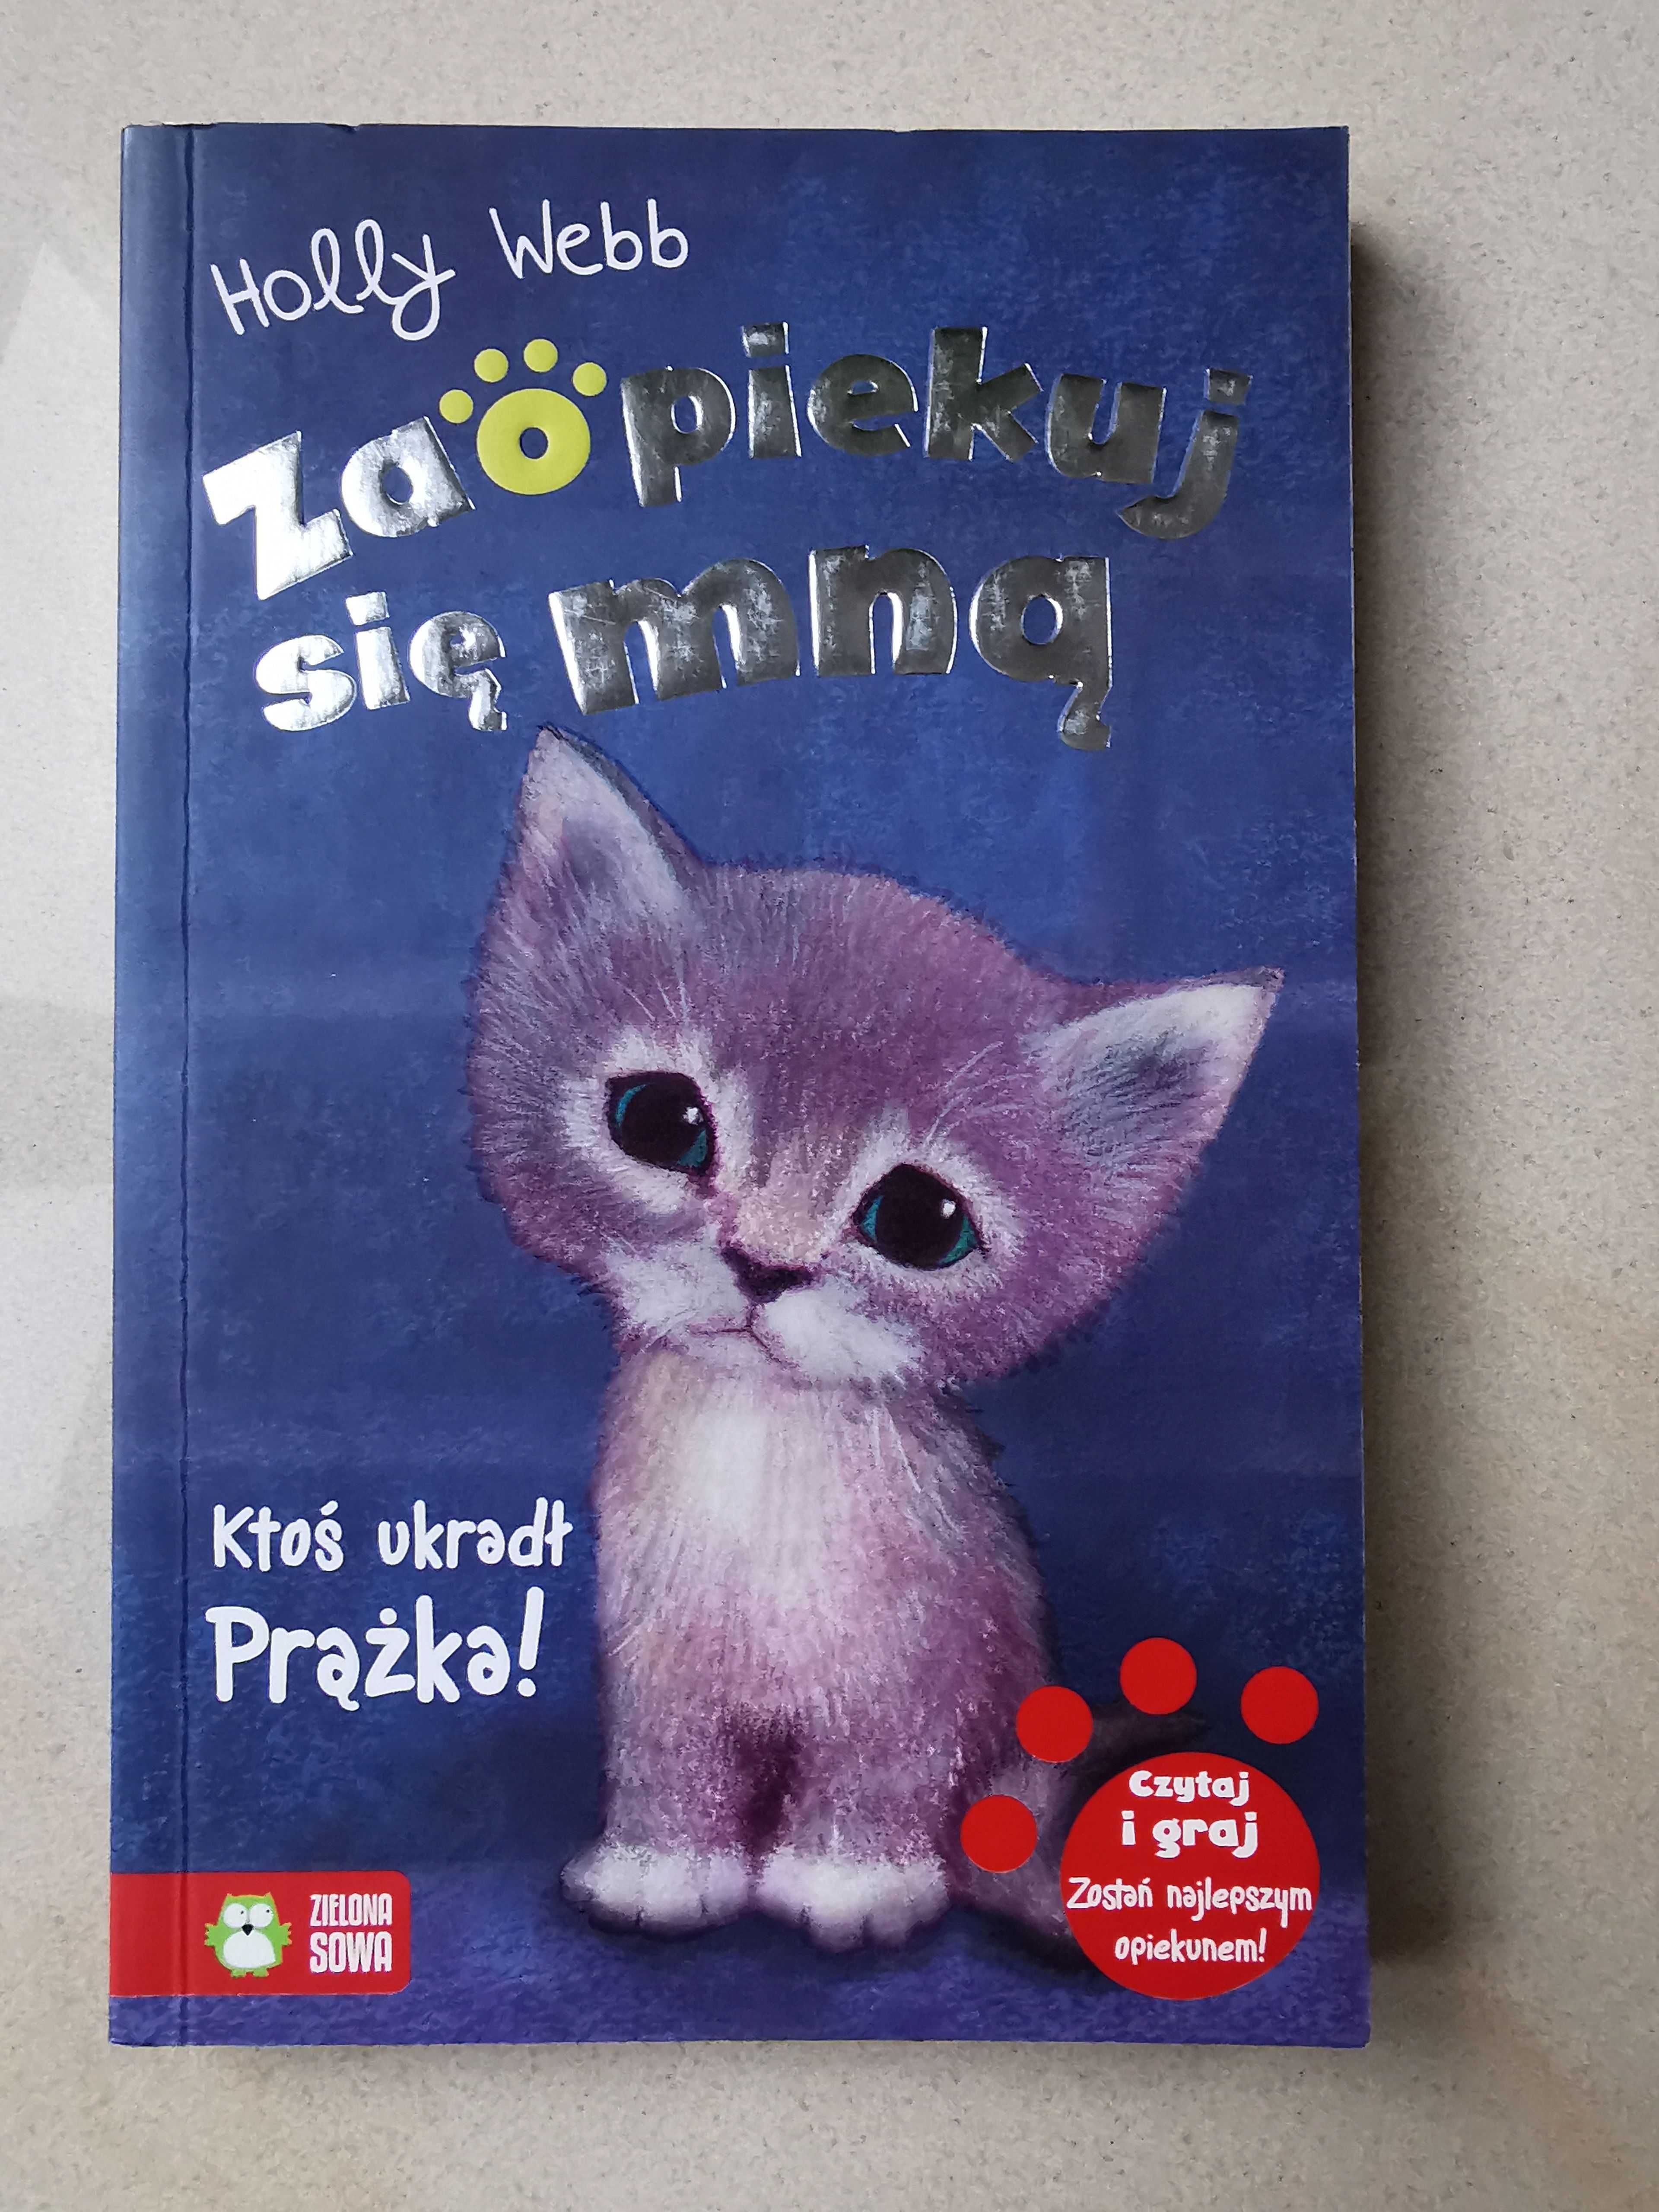 Holly Webb
Zaopiekuj
się mną
Ktoś ukradł
Prążka!
Czytaj
i graj
Zostań najlepszym
opiekunem!
ZIELONA
SOWA